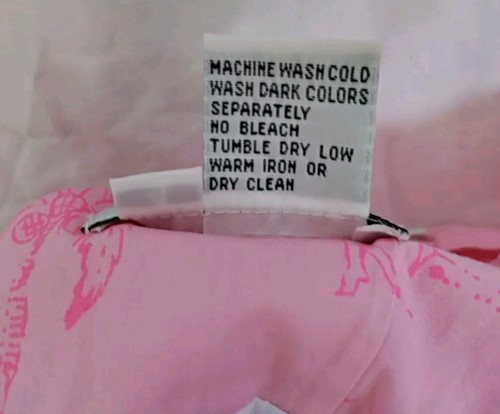 MACHINE WASH COLD
WASH DARK COLORS
SEPARATELY
NO BLEACH
TUMBLE DRY LOW
WARM IRON OR
DRY CLEAN